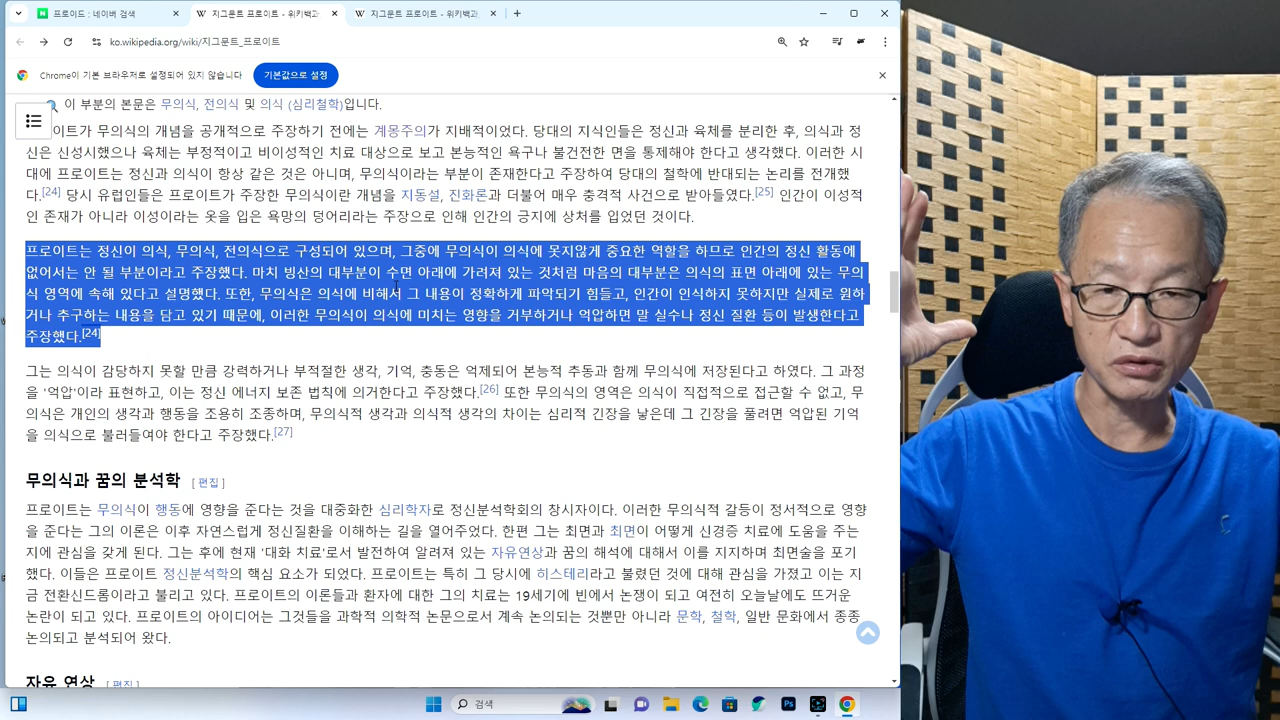 프로이드 : 네이버 검색
지그문트 프로이트 - 위키백과
지그문트 프로이트 - 위키백과
ko.wikipedia.org/wiki/지그문트_프로이트
Chrome이 기본 브라우저로 설정되어 있지 않습니다
기본값으로 설정
이 부분의 본문은 무의식, 전의식 및 의식 (심리철학)입니다.
이트가 무의식의 개념을 공개적으로 주장하기 전에는 계몽주의가 지배적이었다. 당대의 지식인들은 정신과 육체를 분리한 후, 의식과 정
신은 신성시했으나 육체는 부정적이고 비이성적인 치료 대상으로 보고 본능적인 욕구나 불건전한 면을 통제해야 한다고 생각했다. 이러한 시
대에 프로이트는 정신과 의식이 항상 같은 것은 아니며, 무의식이라는 부분이 존재한다고 주장하여 당대의 철학에 반대되는 논리를 전개했
다.[24] 당시 유럽인들은 프로이트가 주장한 무의식이란 개념을 지동설, 진화론과 더불어 매우 충격적 사건으로 받아들였다.[25] 인간이 이성적
인 존재가 아니라 이성이라는 옷을 입은 욕망의 덩어리라는 주장으로 인해 인간의 긍지에 상처를 입었던 것이다.
프로이트는 정신이 의식, 무의식, 전의식으로 구성되어 있으며, 그중에 무의식이 의식에 못지않게 중요한 역할을 하므로 인간의 정신 활동에
없어서는 안 될 부분이라고 주장했다. 마치 빙산의 대부분이 수면 아래에 가려져 있는 것처럼 마음의 대부분은 의식의 표면 아래에 있는 무의
식 영역에 속해 있다고 설명했다. 또한, 무의식은 의식에 비해서 그 내용이 정확하게 파악되기 힘들고, 인간이 인식하지 못하지만 실제로 원하
거나 추구하는 내용을 담고 있기 때문에, 이러한 무의식이 의식에 미치는 영향을 거부하거나 억압하면 말 실수나 정신 질환 등이 발생한다고
주장했다.[24]
그는 의식이 감당하지 못할 만큼 강력하거나 부적절한 생각, 기억, 충동은 억제되어 본능적 추동과 함께 무의식에 저장된다고 하였다. 그 과정
을 '억압'이라 표현하고, 이는 정신 에너지 보존 법칙에 의거한다고 주장했다.[26] 또한 무의식의 영역은 의식이 직접적으로 접근할 수 없고, 무
의식은 개인의 생각과 행동을 조용히 조종하며, 무의식적 생각과 의식적 생각의 차이는 심리적 긴장을 낳은데 그 긴장을 풀려면 억압된 기억
을 의식으로 불러들여야 한다고 주장했다.[27]
무의식과 꿈의 분석학 [ 편집 ]
프로이트는 무의식이 행동에 영향을 준다는 것을 대중화한 심리학자로 정신분석학회의 창시자이다. 이러한 무의식적 갈등이 정서적으로 영향
을 준다는 그의 이론은 이후 자연스럽게 정신질환을 이해하는 길을 열어주었다. 한편 그는 최면과 최면이 어떻게 신경증 치료에 도움을 주는
지에 관심을 갖게 된다. 그는 후에 현재 '대화 치료'로서 발전하여 알려져 있는 자유연상과 꿈의 해석에 대해서 이를 지지하며 최면술을 포기
했다. 이들은 프로이트 정신분석학의 핵심 요소가 되었다. 프로이트는 특히 그 당시에 히스테리라고 불렸던 것에 대해 관심을 가졌고 이는 지
금 전환신드롬이라고 불리고 있다. 프로이트의 이론들과 환자에 대한 그의 치료는 19세기에 빈에서 논쟁이 되고 여전히 오늘날에도 뜨거운
논란이 되고 있다. 프로이트의 아이디어는 그것들을 과학적 의학적 논문으로서 계속 논의되는 것뿐만 아니라 문학, 철학, 일반 문화에서 종종
논의되고 분석되어 왔다.
자유 연상 [ 편집 ]
검색
Ps